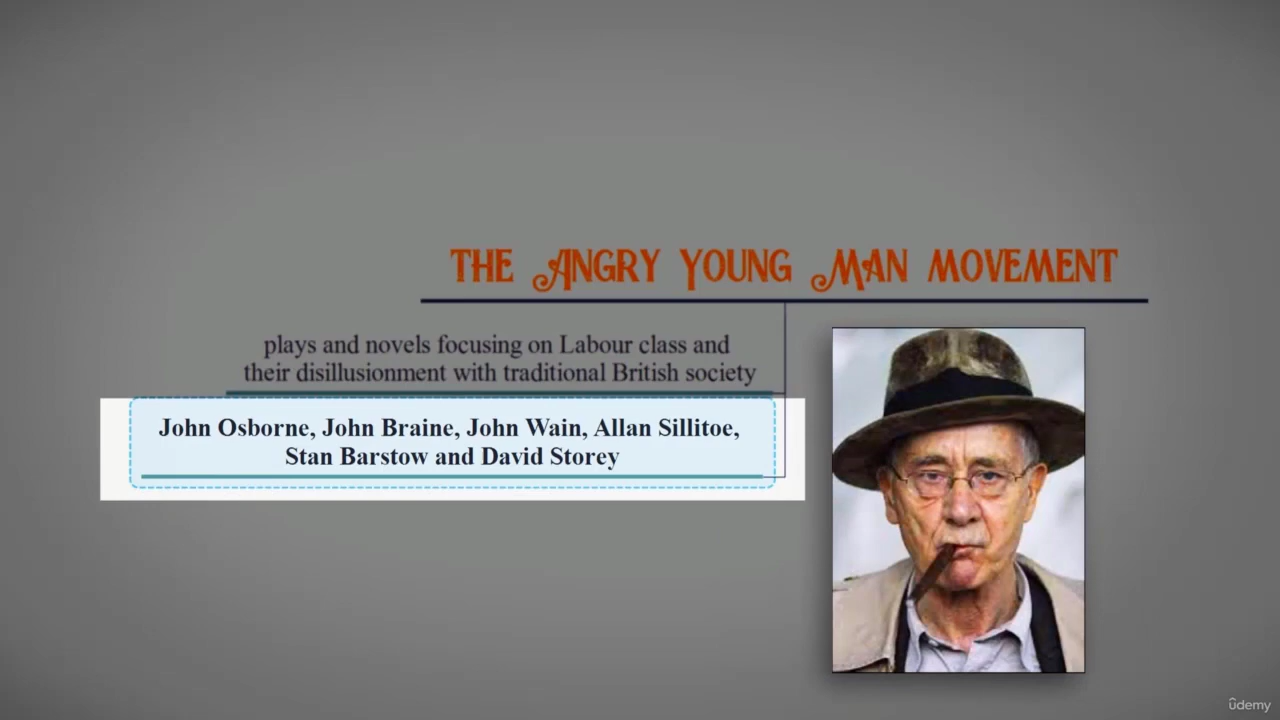 THE ANGRY YOUNG MAN MOVEMENT
plays and novels focusing on Labour class and
their disillusionment with traditional British society
John Osborne, John Braine, John Wain, Allan Sillitoe,
Stan Barstow and David Storey
ûdemy